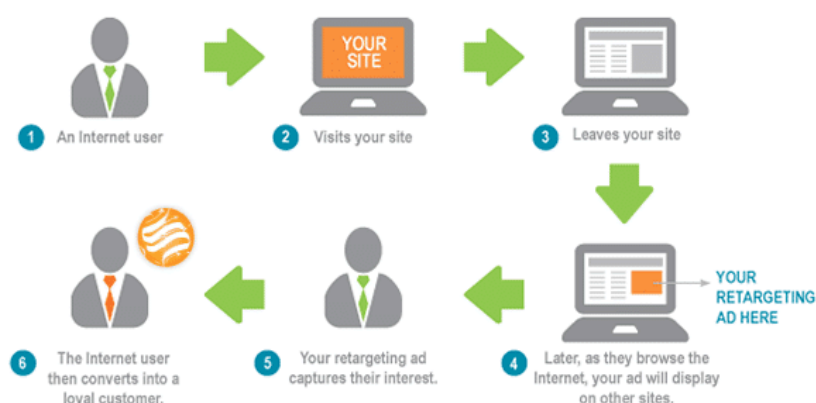 YOUR
SITE
1 An Internet user
2 Visits your site
3 Leaves your site
YOUR
RETARGETING
AD HERE
4 Later, as they browse the
Internet, your ad will display
on other sites.
5 Your retargeting ad
captures their interest.
6 The Internet user
then converts into a
loyal customer.